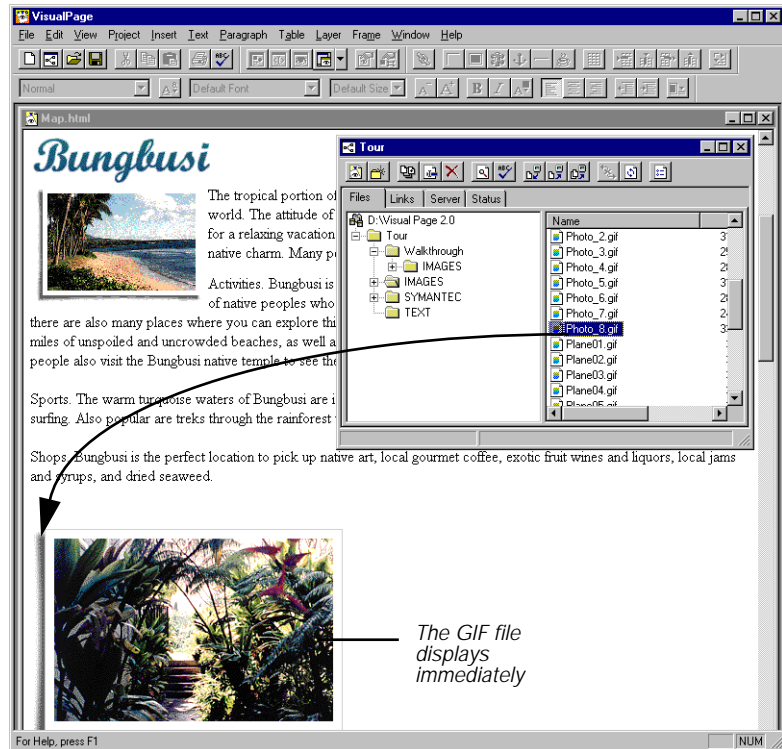 VisualPage
File Edit View Project Insert Text Paragraph Table Layer Frame Window Help
Normal Default Font Default Size B I
Map.html
Bungbusi
The tropical portion of
world. The attitude of
for a relaxing vacation
native charm. Many
Activities. Bungbusi is
of native peoples who
there are also many places where you can explore
miles of unspoiled and uncrowded beaches, as well
people also visit the Bungbusi native temple to see
Sports. The warm turquoise waters of Bungbusi are
surfing. Also popular are treks through the rainforest
Shops. Bungbusi is the perfect location to pick up native art, local gourmet coffee, exotic fruit wines and liquors, local jams
and syrups, and dried seaweed.
Tour
Files Links Server Status
D:\Visual Page 2.0
Tour
Walkthrough
IMAGES
IMAGES
SYMANTEC
TEXT
Name
Photo_2.gif
Photo_3.gif
Photo_4.gif
Photo_5.gif
Photo_6.gif
Photo_7.gif
Photo_8.gif
Plane01.gif
Plane02.gif
Plane03.gif
Plane04.gif
Plane05.gif
The GIF file
displays
immediately
For Help, press F1 NUM